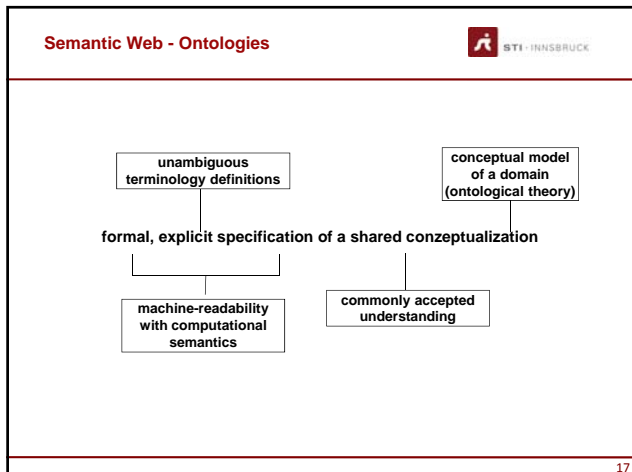 Semantic Web - Ontologies
STI · INNSBRUCK
unambiguous
terminology definitions
conceptual model
of a domain
(ontological theory)
formal, explicit specification of a shared conzeptualization
machine-readability
with computational
semantics
commonly accepted
understanding
17